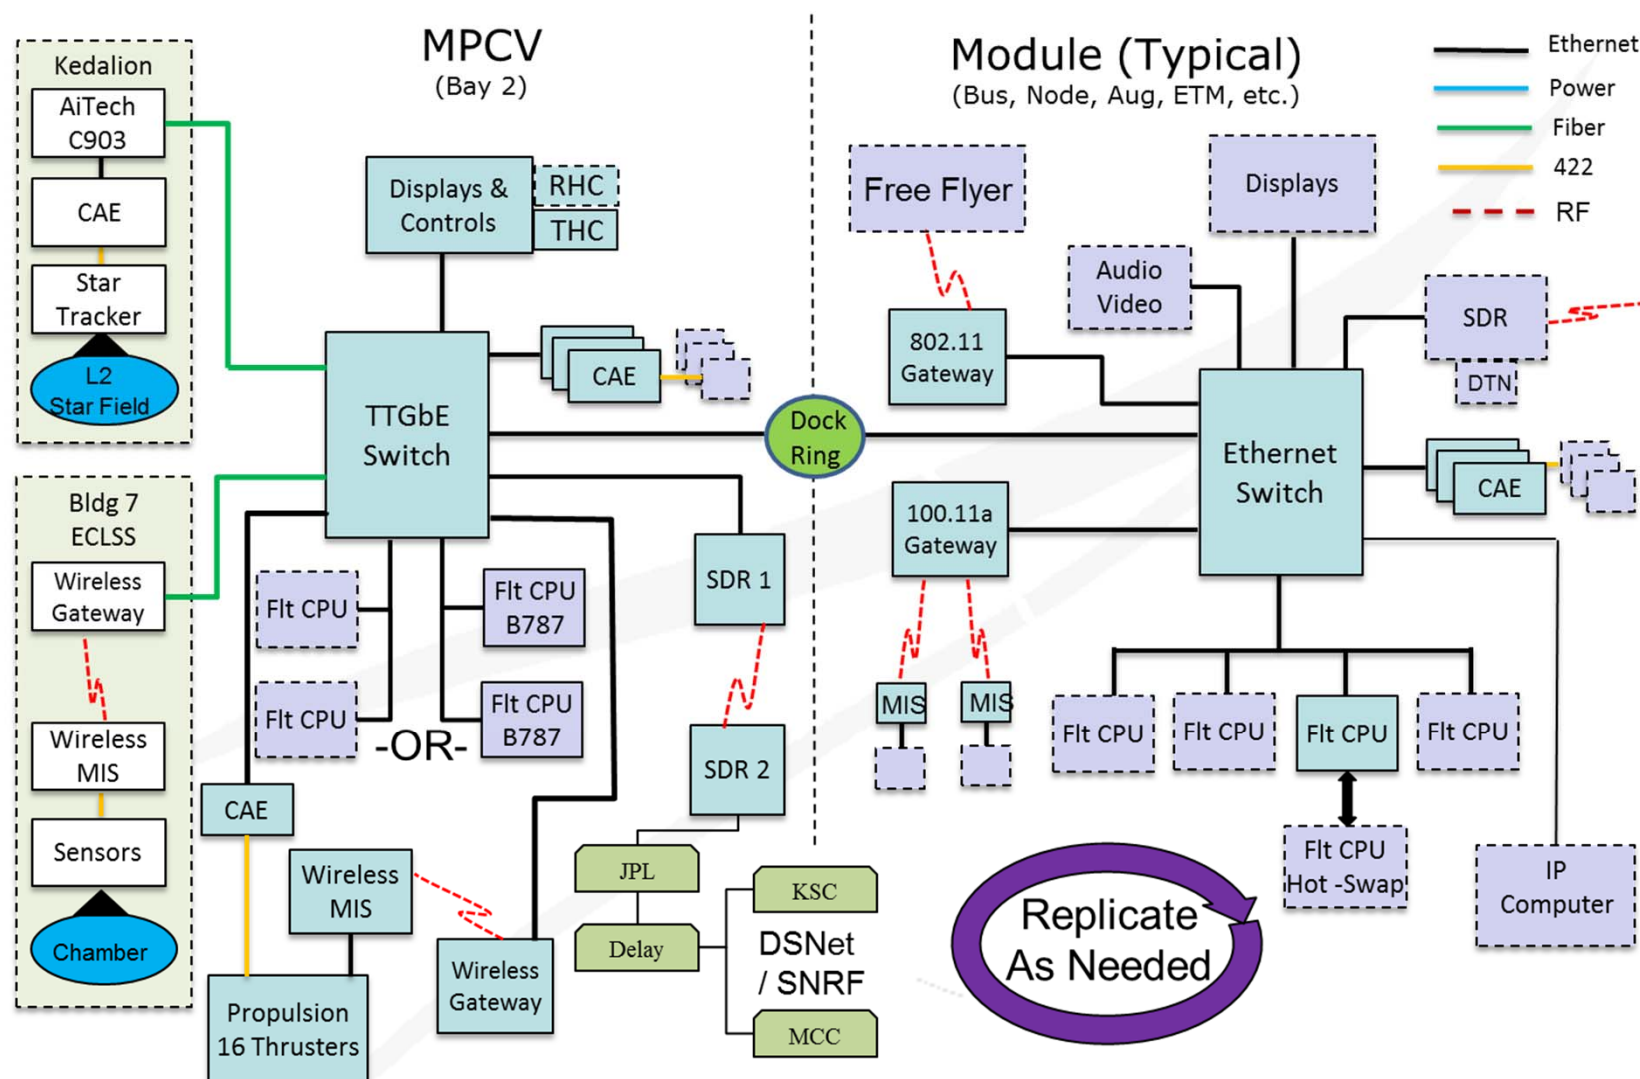 MPCV
(Bay 2)
Module (Typical)
(Bus, Node, Aug, ETM, etc.)
Ethernet
Power
Fiber
422
RF
Kedalion
AiTech
C903
CAE
Star
Tracker
L2
Star Field
Bldg 7
ECLSS
Wireless
Gateway
Wireless
MIS
Sensors
Chamber
Displays &
Controls
RHC
THC
TTGbE
Switch
CAE
Flt CPU
Flt CPU
-OR-
Flt CPU
B787
Flt CPU
B787
CAE
Wireless
MIS
Propulsion
16 Thrusters
Wireless
Gateway
SDR 1
SDR 2
JPL
Delay
KSC
DSNet
/ SNRF
MCC
Dock
Ring
Free Flyer
Displays
Audio
Video
802.11
Gateway
SDR
DTN
Ethernet
Switch
CAE
100.11a
Gateway
MIS
MIS
Flt CPU
Flt CPU
Flt CPU
Flt CPU
Flt CPU
Hot -Swap
IP
Computer
Replicate
As Needed